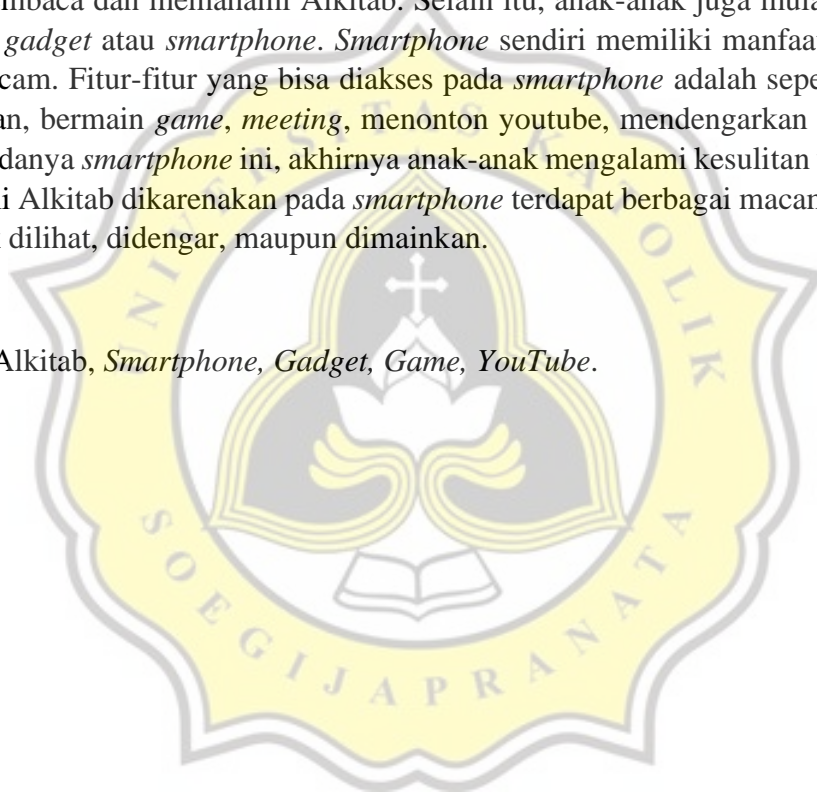 mbaca dan memahami Alkitab. Selain itu, anak-anak juga mula
gadget atau smartphone. Smartphone sendiri memiliki manfaat
cam. Fitur-fitur yang bisa diakses pada smartphone adalah sepe
an, bermain game, meeting, menonton youtube, mendengarkan
danya smartphone ini, akhirnya anak-anak mengalami kesulitan
i Alkitab dikarenakan pada smartphone terdapat berbagai macam
dilihat, didengar, maupun dimainkan.
Alkitab, Smartphone, Gadget, Game, YouTube.
UNIVERSITAS KATOLIK
SOEGIJAPRANATA